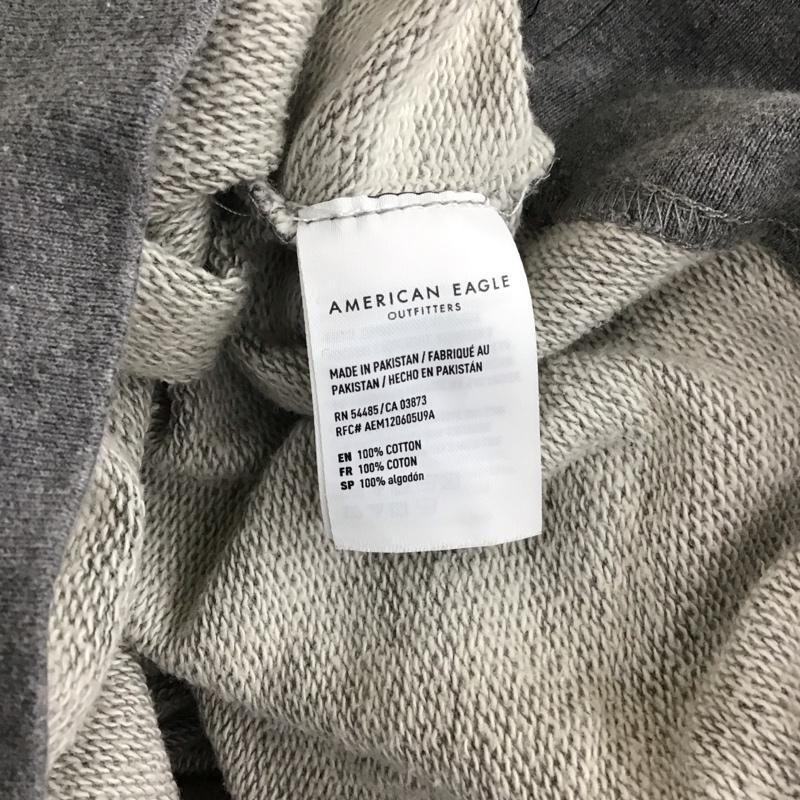 AMERICAN EAGLE
OUTFITTERS
MADE IN PAKISTAN / FABRIQUÉ AU
PAKISTAN / HECHO EN PAKISTÁN
RN 54485/CA 03873
RFC# AEM120605U9A
EN 100% COTTON
FR 100% COTON
SP 100% algodón